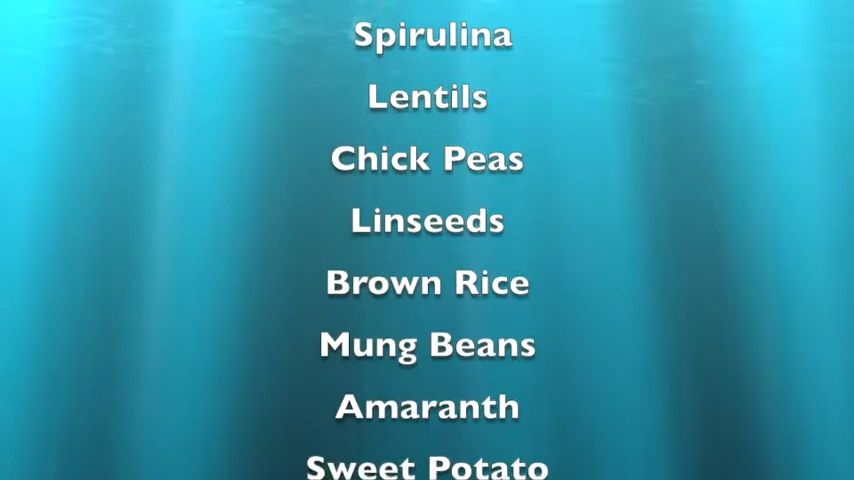 Spirulina
Lentils
Chick Peas
Linseeds
Brown Rice
Mung Beans
Amaranth
Sweet Potato